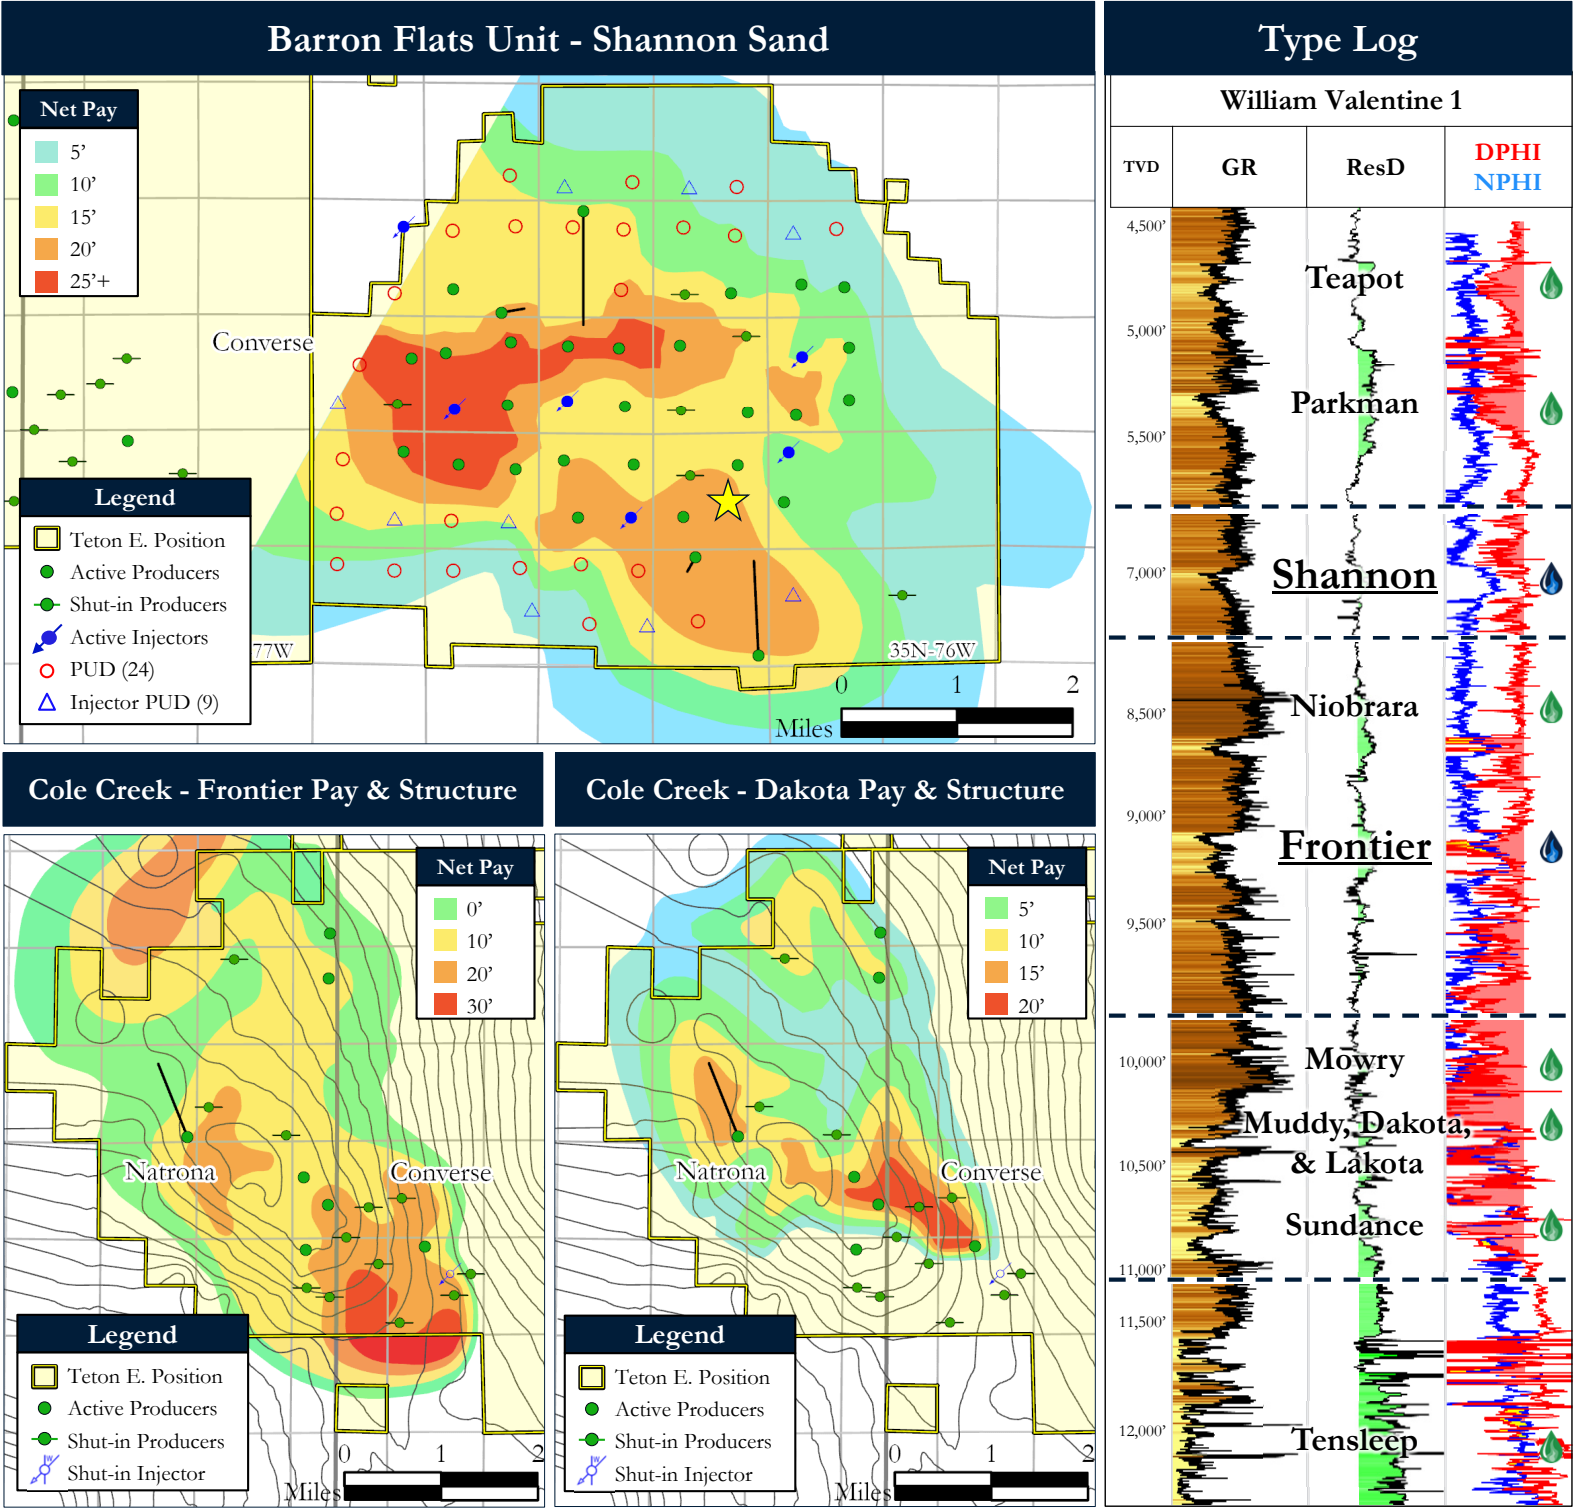 Barron Flats Unit - Shannon Sand
Net Pay
5’
10’
15’
20’
25’+
Converse
Legend
Teton E. Position
Active Producers
Shut-in Producers
Active Injectors
PUD (24)
Injector PUD (9)
77W
35N-76W
0 1 2
Miles
Cole Creek - Frontier Pay & Structure
Net Pay
0’
10’
20’
30’
Natrona
Converse
Legend
Teton E. Position
Active Producers
Shut-in Producers
Shut-in Injector
W
0 1 2
Miles
Cole Creek - Dakota Pay & Structure
Net Pay
5’
10’
15’
20’
Natrona
Converse
Legend
Teton E. Position
Active Producers
Shut-in Producers
Shut-in Injector
W
0 1 2
Miles
Type Log
William Valentine 1
TVD GR ResD DPHI
NPHI
4,500’
Teapot
5,000’
Parkman
5,500’
7,000’
Shannon
Niobrara
8,500’
9,000’
Frontier
9,500’
10,000’
Mowry
Muddy, Dakota,
& Lakota
10,500’
Sundance
11,000’
11,500’
12,000’
Tensleep